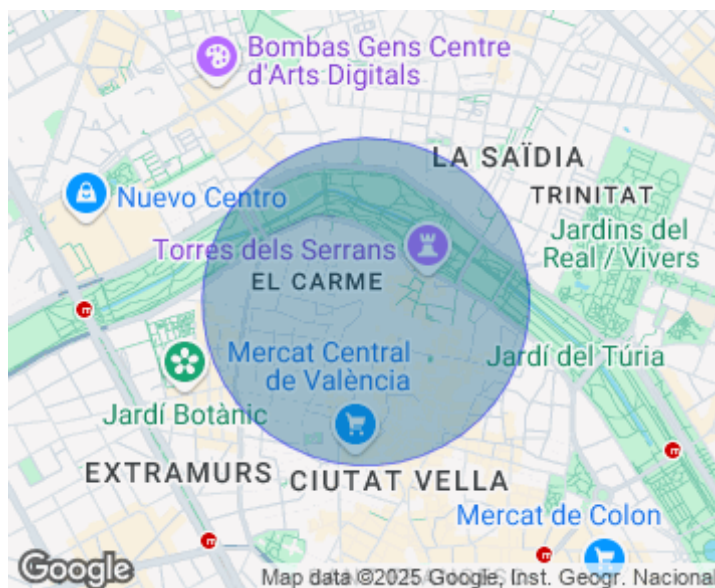 Bombas Gens Centre
d'Arts Digitals
LA SAÏDIA
Nuevo Centro
TRINITAT
Torres dels Serrans
Jardins del
Real / Vivers
EL CARME
Mercat Central
de València
Jardí del Túria
Jardí Botànic
EXTRAMURS
CIUTAT VELLA
Mercat de Colon
Google
Map data ©2025 Google, Inst. Geogr. Nacional